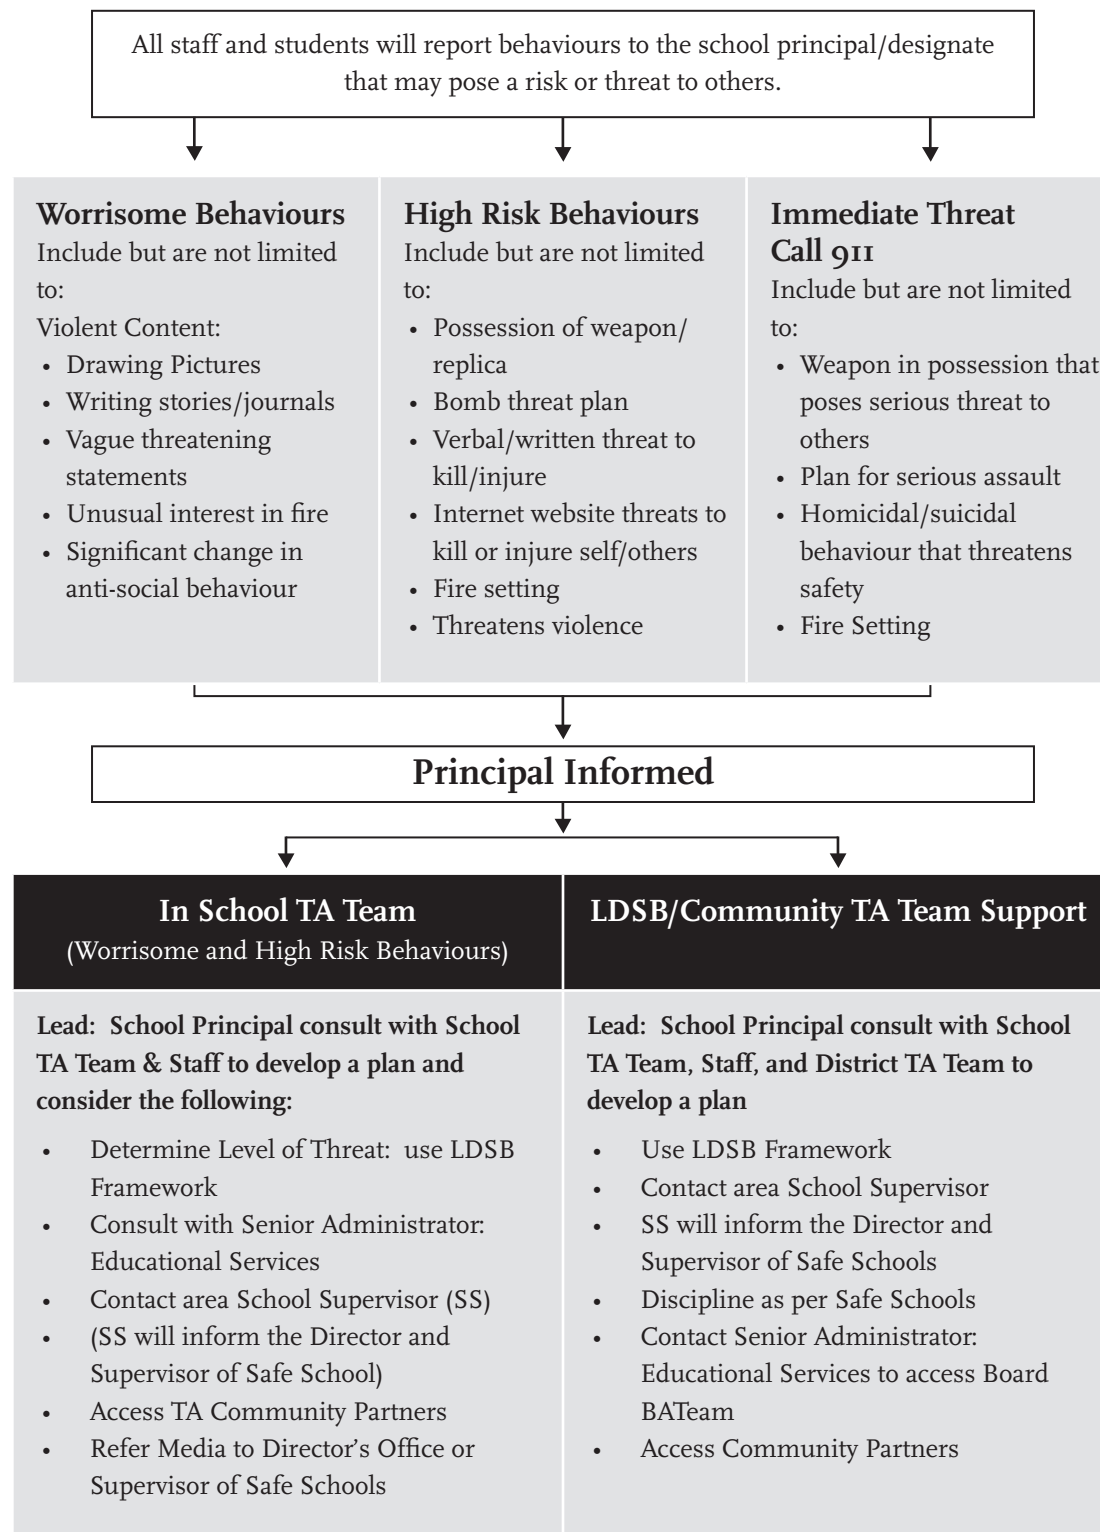 All staff and students will report behaviours to the school principal/designate
that may pose a risk or threat to others.
Worrisome Behaviours
Include but are not limited
to:
Violent Content:
• Drawing Pictures
• Writing stories/journals
• Vague threatening
statements
• Unusual interest in fire
• Significant change in
anti-social behaviour
High Risk Behaviours
Include but are not limited
to:
• Possession of weapon/
replica
• Bomb threat plan
• Verbal/written threat to
kill/injure
• Internet website threats to
kill or injure self/others
• Fire setting
• Threatens violence
Immediate Threat
Call 911
Include but are not limited
to:
• Weapon in possession that
poses serious threat to
others
• Plan for serious assault
• Homicidal/suicidal
behaviour that threatens
safety
• Fire Setting
Principal Informed
In School TA Team
(Worrisome and High Risk Behaviours)
Lead: School Principal consult with School
TA Team & Staff to develop a plan and
consider the following:
• Determine Level of Threat: use LDSB
Framework
• Consult with Senior Administrator:
Educational Services
• Contact area School Supervisor (SS)
• (SS will inform the Director and
Supervisor of Safe School)
• Access TA Community Partners
• Refer Media to Director’s Office or
Supervisor of Safe Schools
LDSB/Community TA Team Support
Lead: School Principal consult with School
TA Team, Staff, and District TA Team to
develop a plan
• Use LDSB Framework
• Contact area School Supervisor
• SS will inform the Director and
Supervisor of Safe Schools
• Discipline as per Safe Schools
• Contact Senior Administrator:
Educational Services to access Board
BATeam
• Access Community Partners